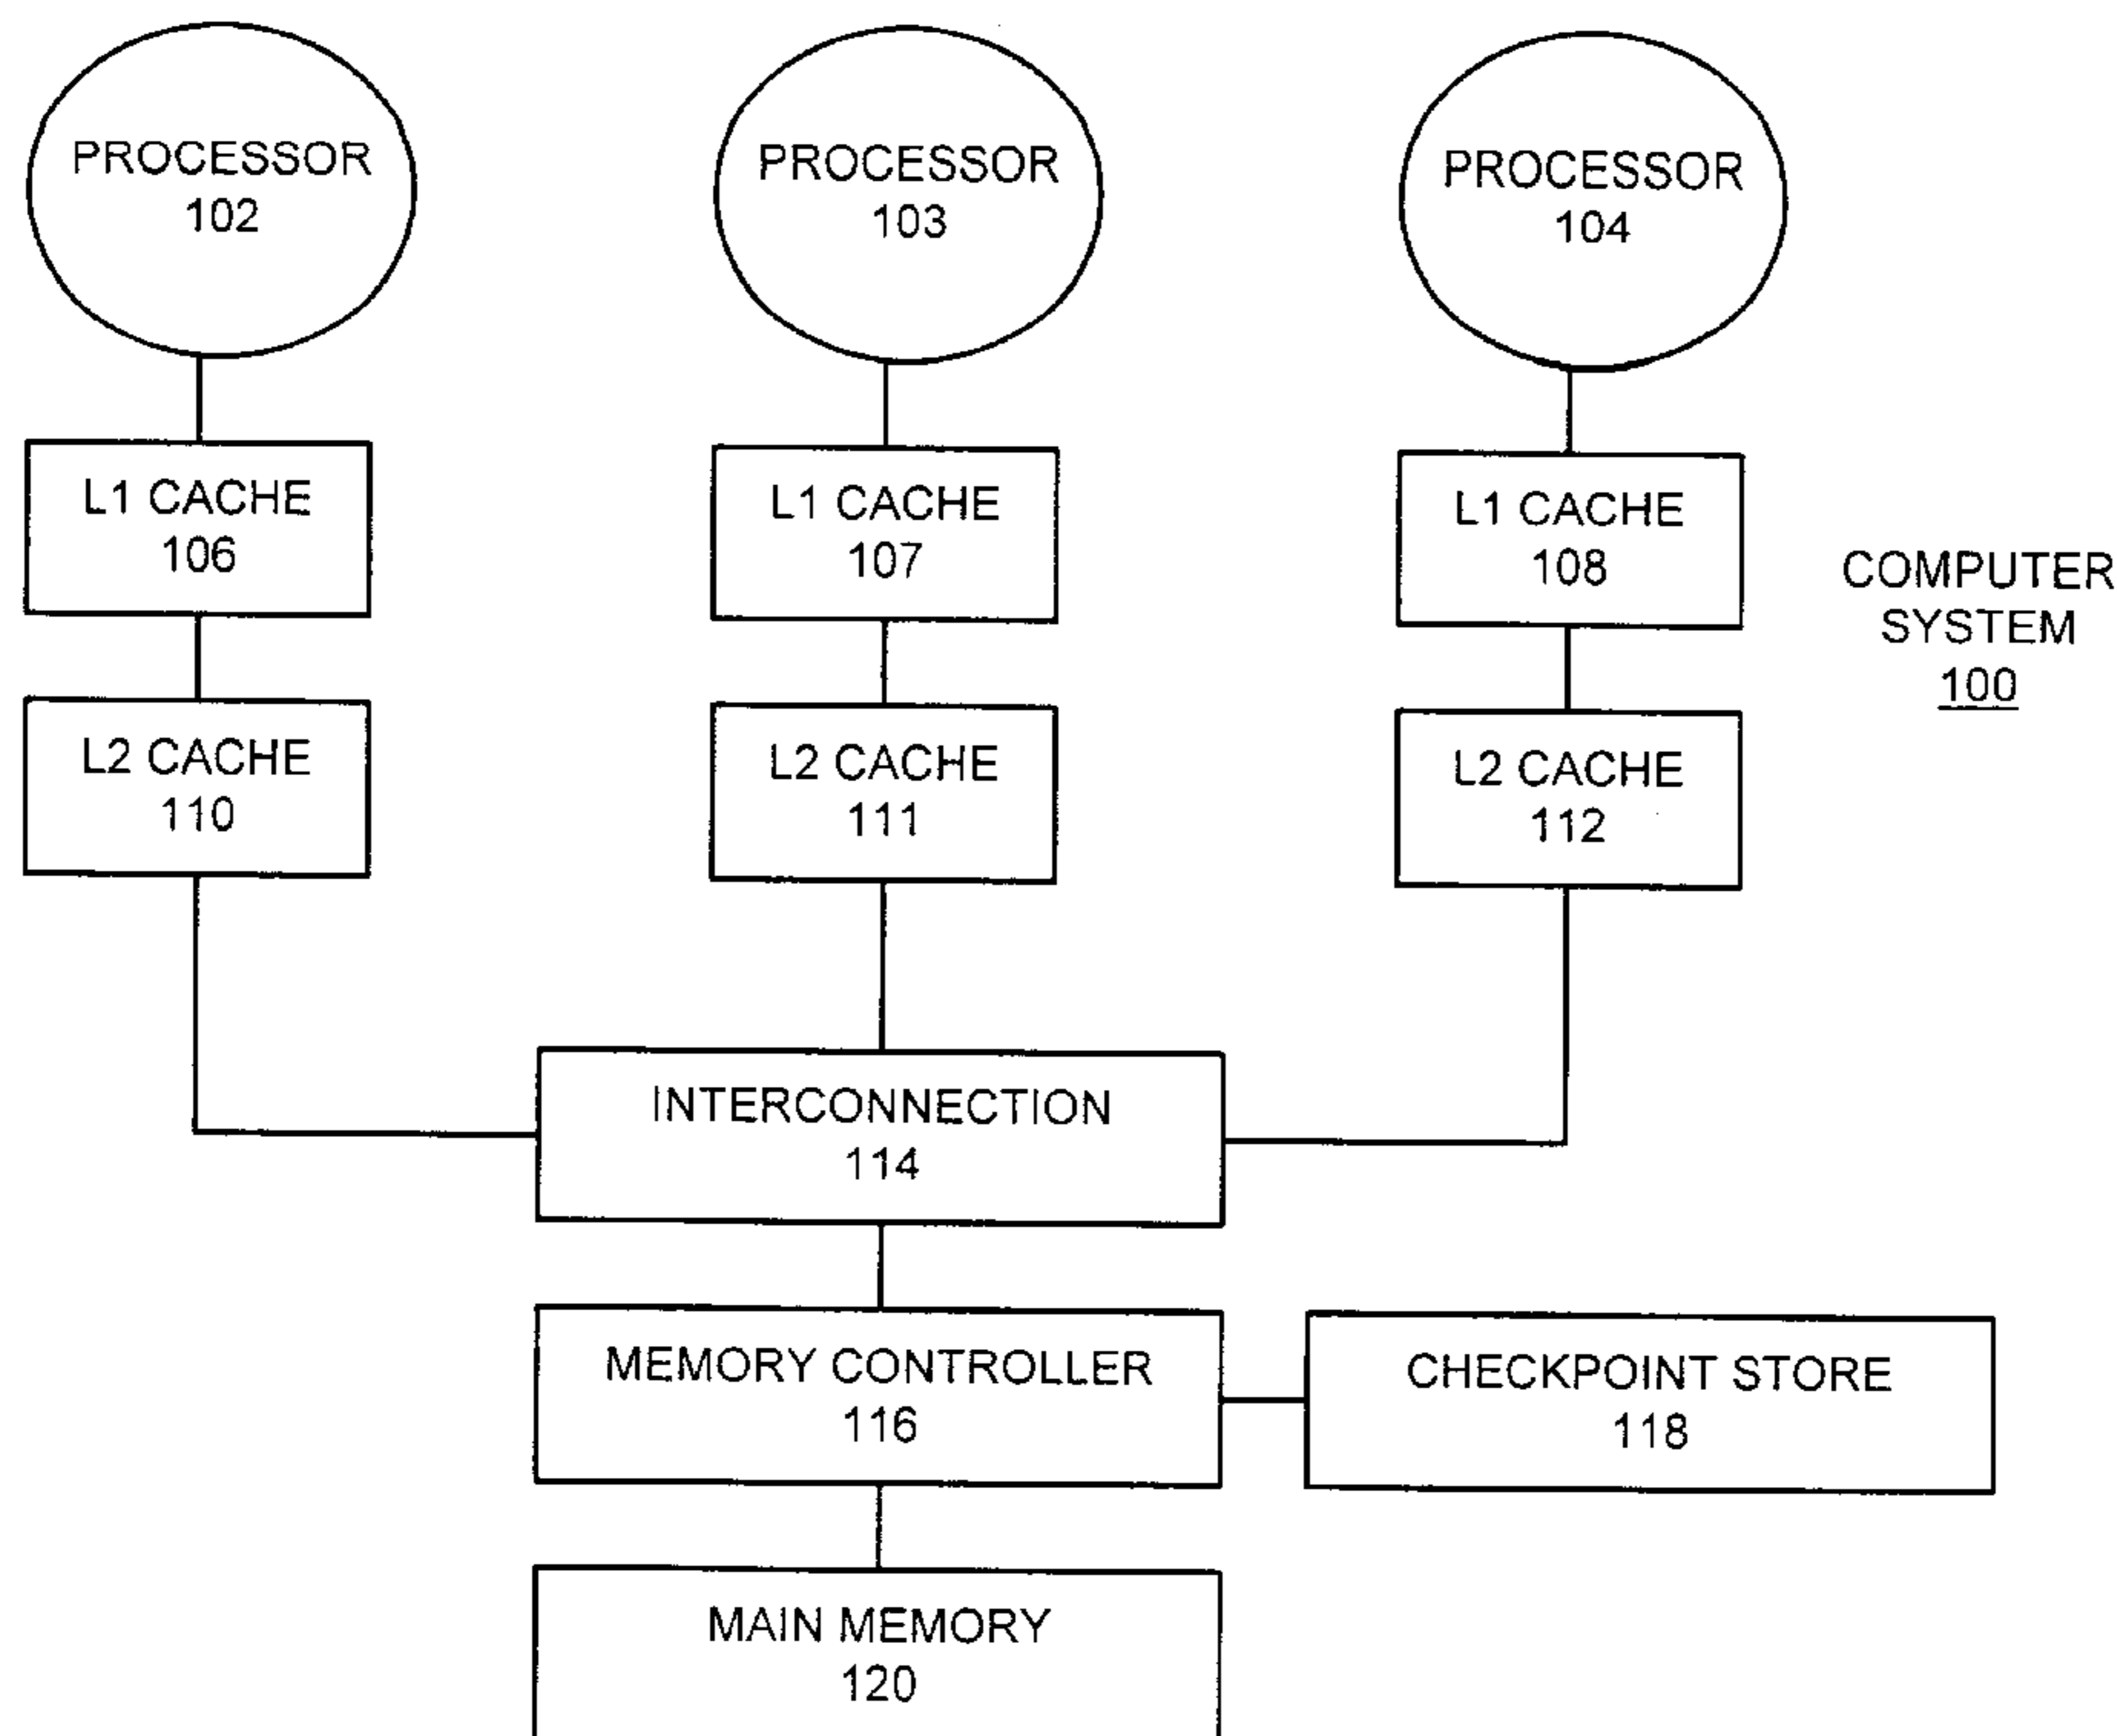 PROCESSOR
102
PROCESSOR
103
PROCESSOR
104
L1 CACHE
106
L1 CACHE
107
L1 CACHE
108
COMPUTER
SYSTEM
100
L2 CACHE
110
L2 CACHE
111
L2 CACHE
112
INTERCONNECTION
114
MEMORY CONTROLLER
116
CHECKPOINT STORE
118
MAIN MEMORY
120